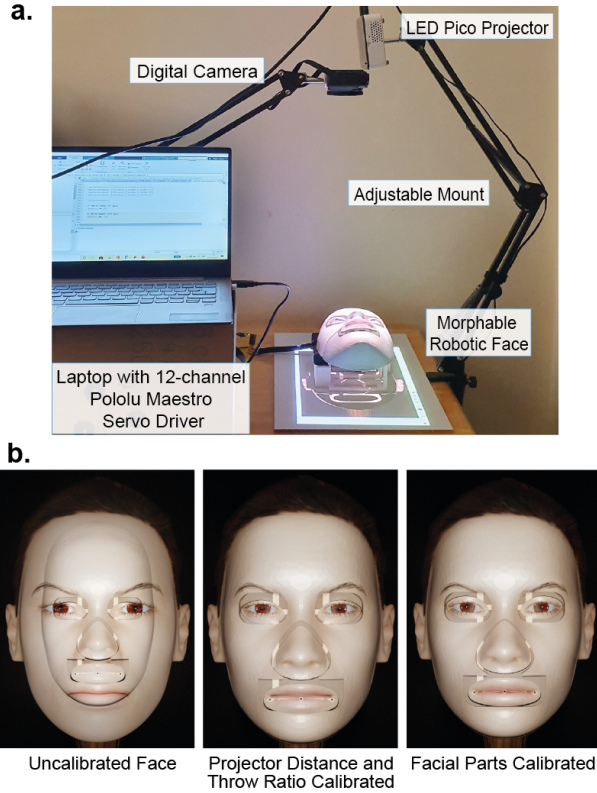 a.
LED Pico Projector
Digital Camera
Adjustable Mount
Morphable
Robotic Face
Laptop with 12-channel
Pololu Maestro
Servo Driver
b.
Uncalibrated Face
Projector Distance and
Throw Ratio Calibrated
Facial Parts Calibrated